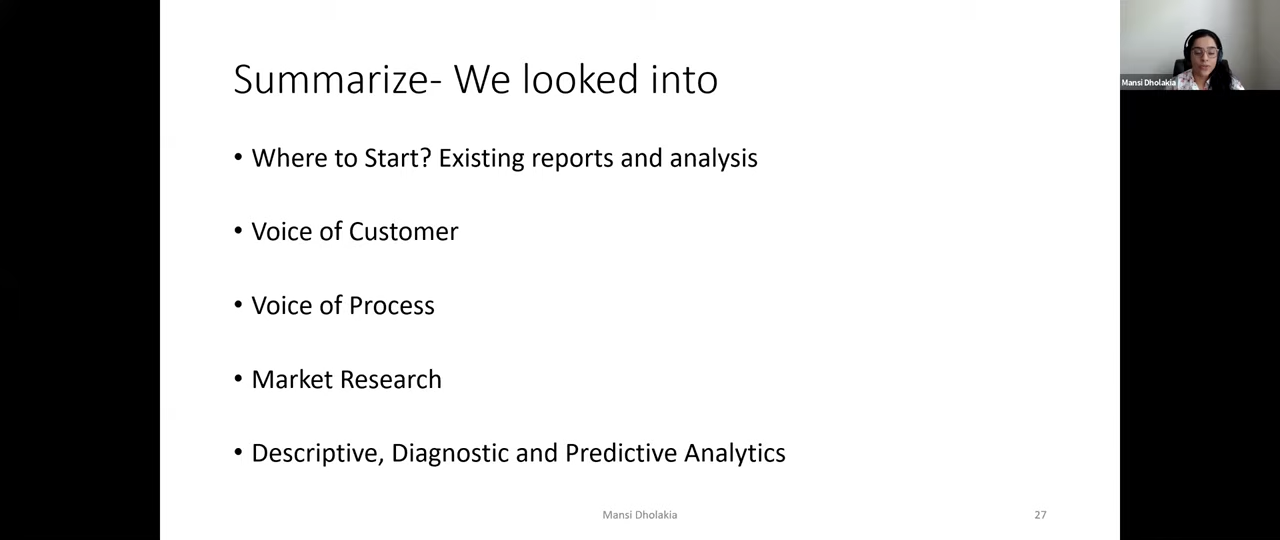 Summarize- We looked into
• Where to Start? Existing reports and analysis
• Voice of Customer
• Voice of Process
• Market Research
• Descriptive, Diagnostic and Predictive Analytics
Mansi Dholakia
27
Mansi Dholakia